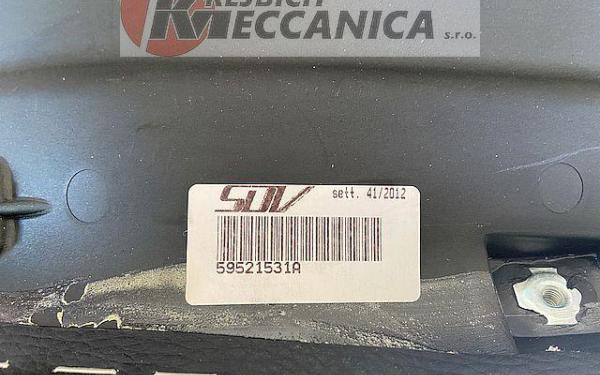 MECCANICA
s.r.o.
SDV sett. 41/2012
59521531A